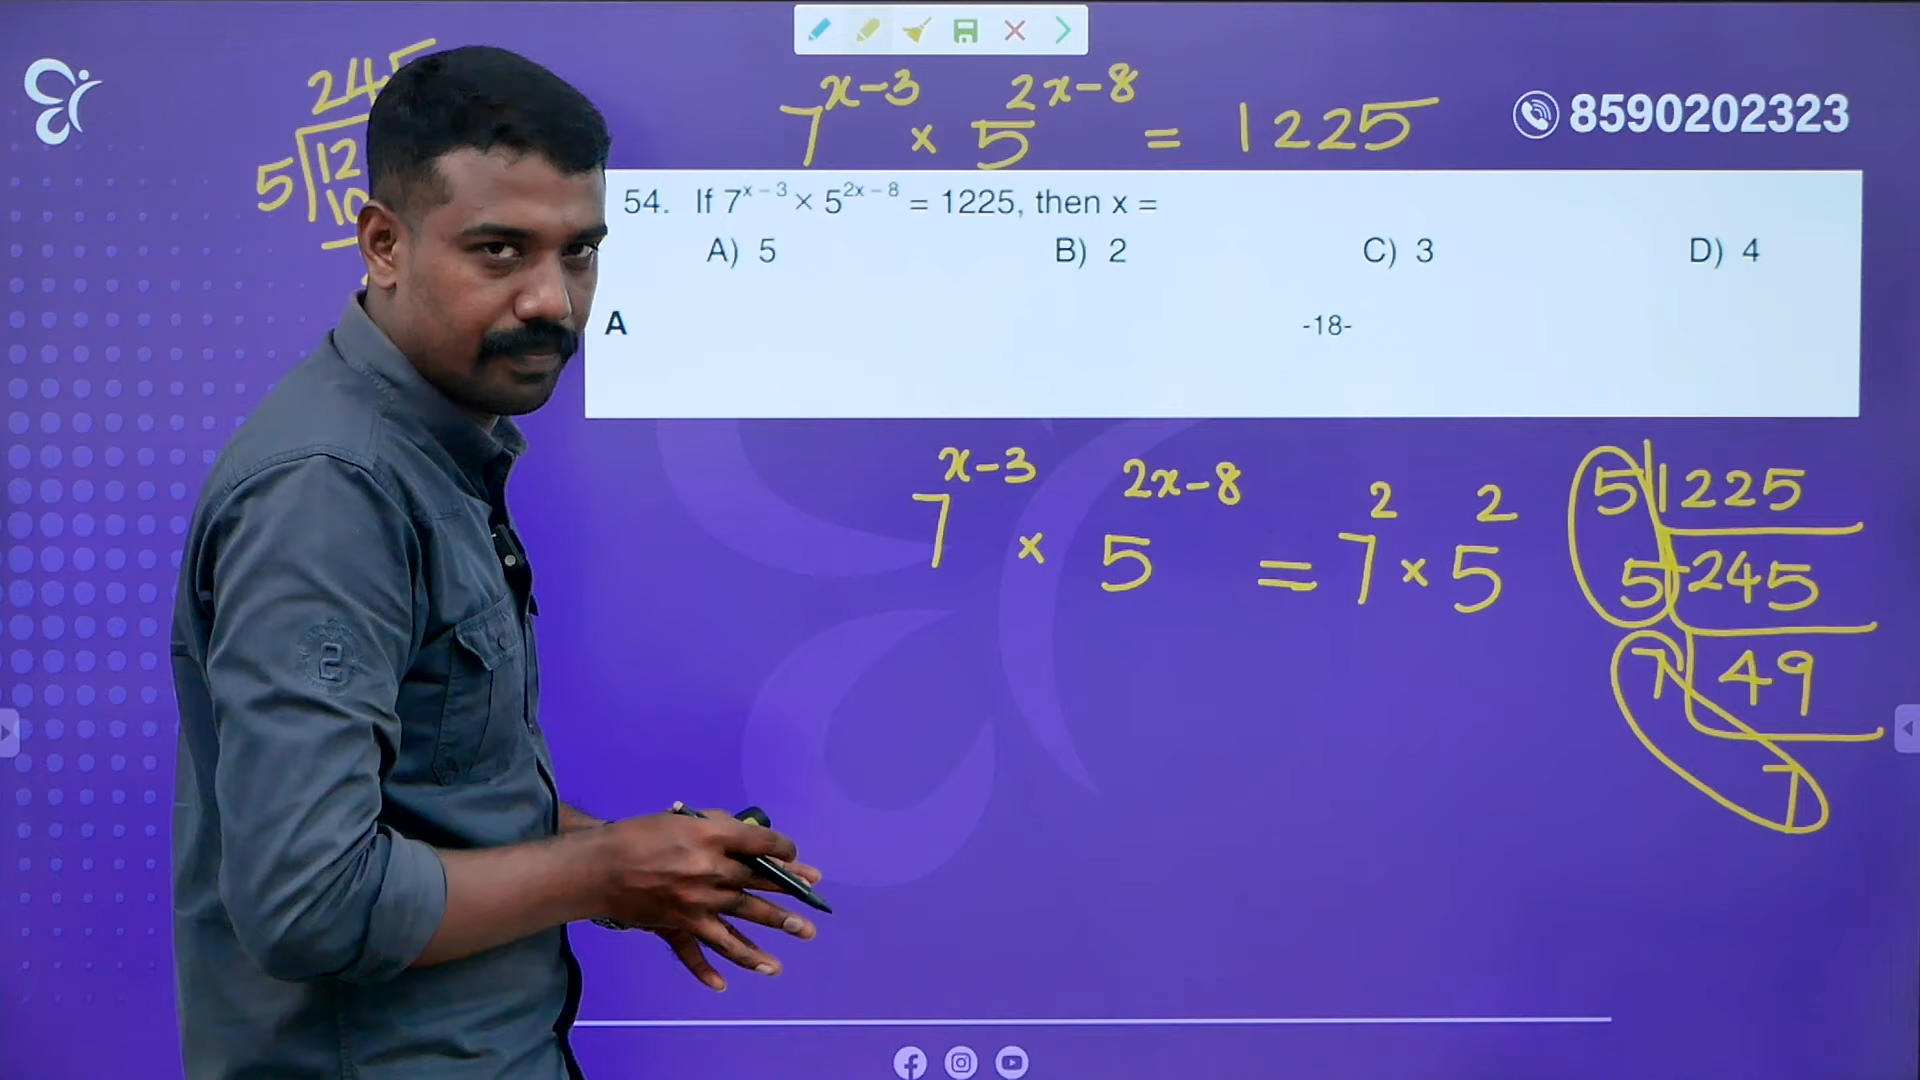 7^{x-3} × 5^{2x-8} = 1225
8590202323
5
12
10
54. If 7^{x – 3} × 5^{2x – 8} = 1225, then x =
A) 5 B) 2 C) 3 D) 4
A -18-
7^{x-3} × 5^{2x-8} = 7^2 × 5^2
5 1225
5 245
7 49
7
2